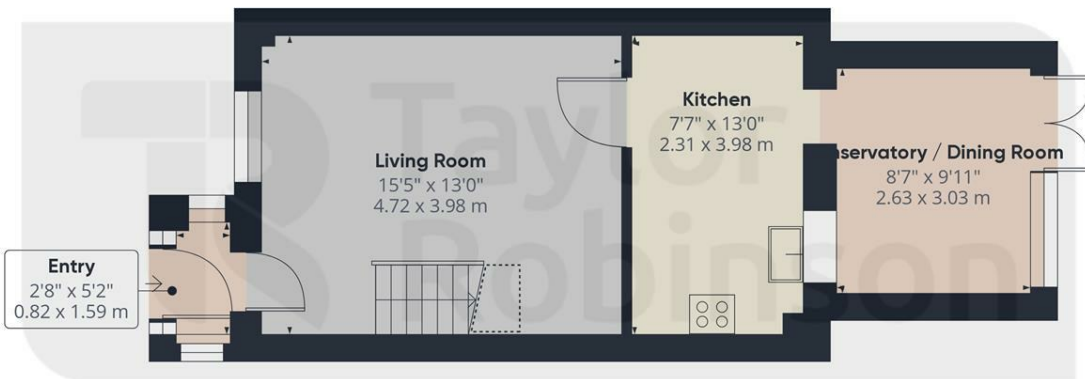 Taylor
Robinson
Living Room
15'5" x 13'0"
4.72 x 3.98 m
Kitchen
7'7" x 13'0"
2.31 x 3.98 m
nservatory / Dining Room
8'7" x 9'11"
2.63 x 3.03 m
Entry
2'8" x 5'2"
0.82 x 1.59 m